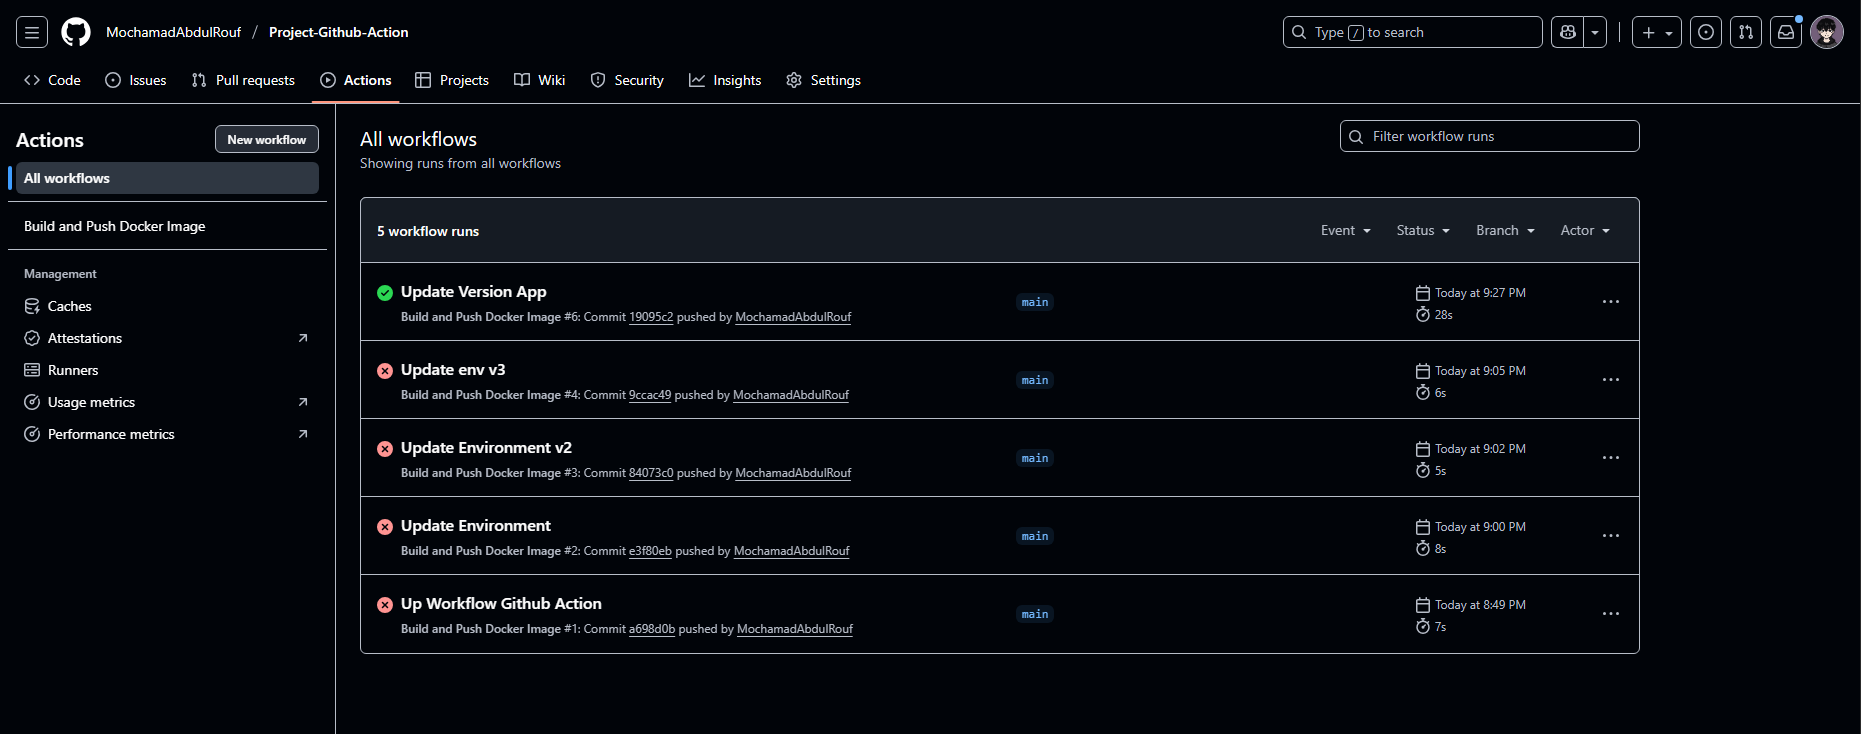 MochamadAbdulRouf / Project-Github-Action
Type / to search
Code Issues Pull requests Actions Projects Wiki Security Insights Settings
Actions
New workflow
All workflows
Build and Push Docker Image
Management
Caches
Attestations
Runners
Usage metrics
Performance metrics
All workflows
Showing runs from all workflows
Filter workflow runs
5 workflow runs
Event Status Branch Actor
Update Version App
Build and Push Docker Image #6: Commit 19095c2 pushed by MochamadAbdulRouf
main
Today at 9:27 PM
28s
Update env v3
Build and Push Docker Image #4: Commit 9ccac49 pushed by MochamadAbdulRouf
main
Today at 9:05 PM
6s
Update Environment v2
Build and Push Docker Image #3: Commit 84073c0 pushed by MochamadAbdulRouf
main
Today at 9:02 PM
5s
Update Environment
Build and Push Docker Image #2: Commit e3f80eb pushed by MochamadAbdulRouf
main
Today at 9:00 PM
8s
Up Workflow Github Action
Build and Push Docker Image #1: Commit a698d0b pushed by MochamadAbdulRouf
main
Today at 8:49 PM
7s